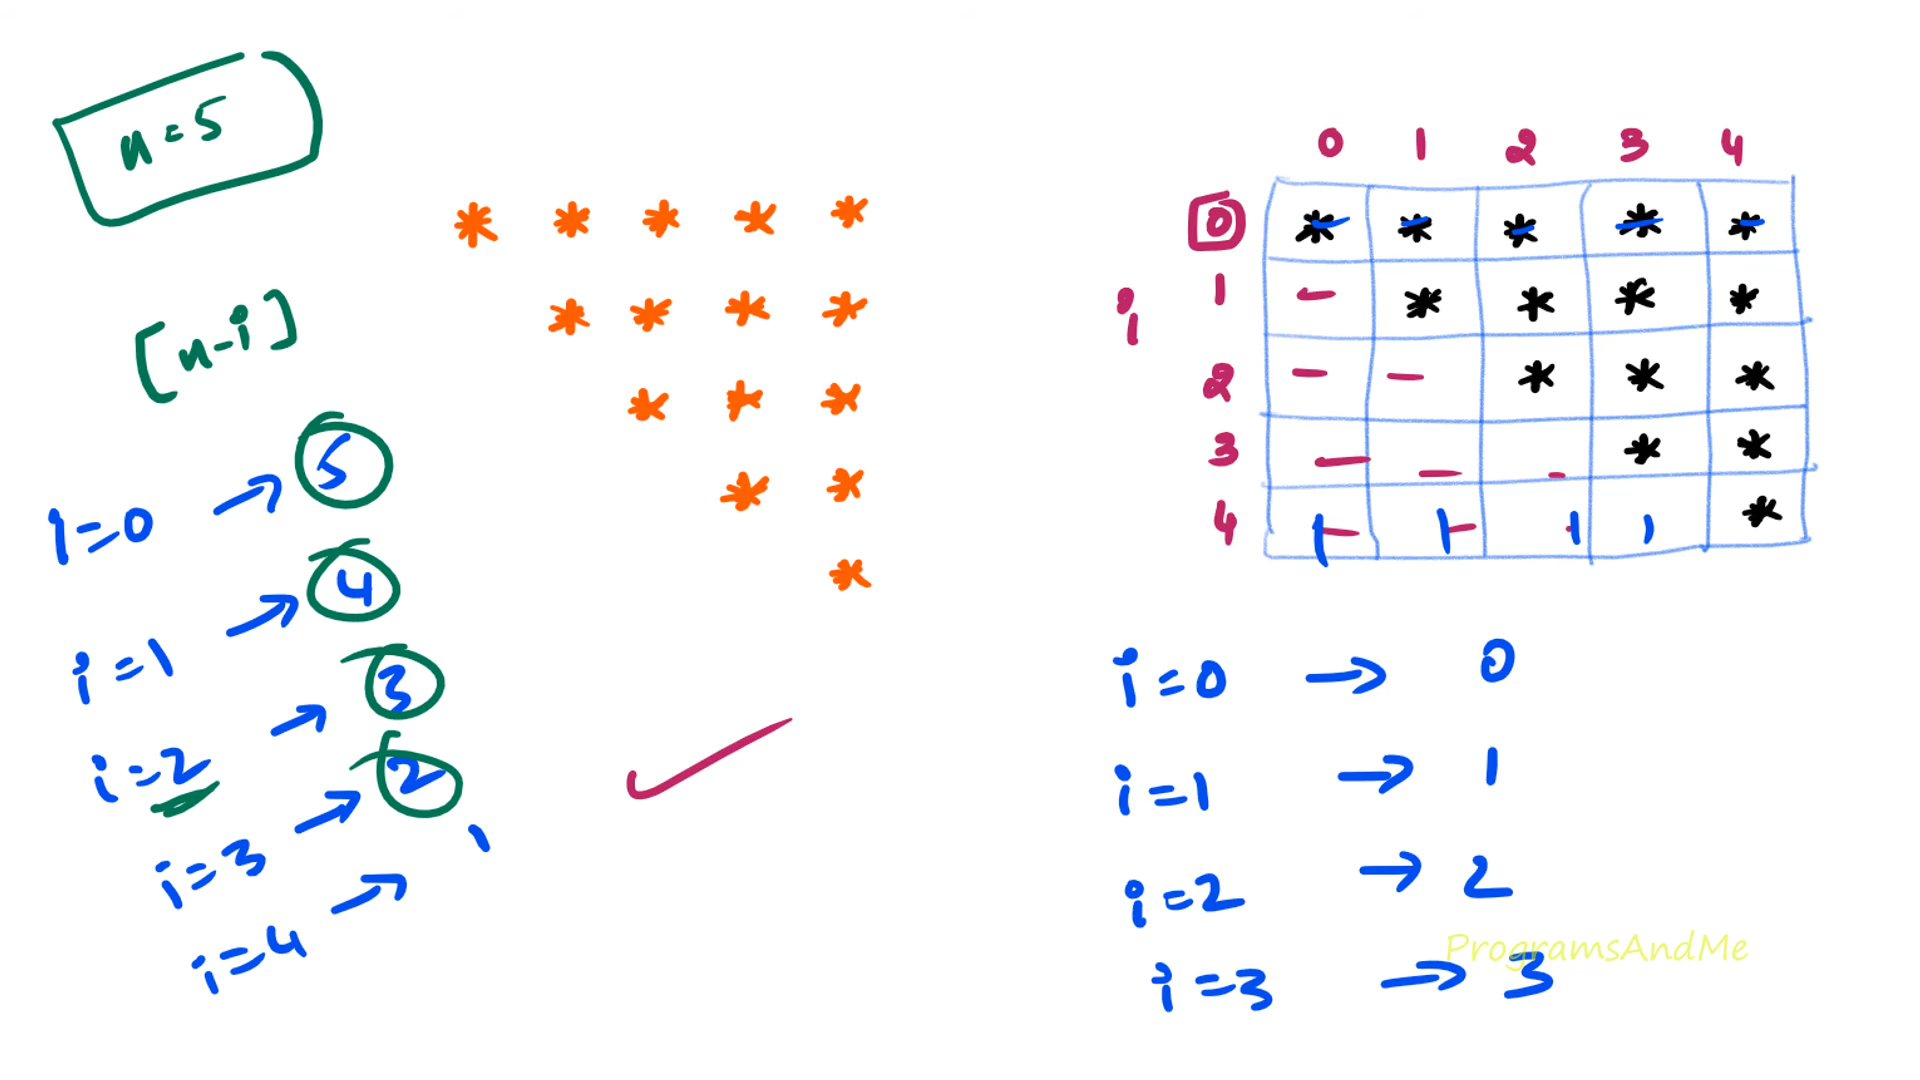 n=5
[n-i]
i=0 → 5
i=1 → 4
i=2 → 3
i=3 → 2
i=4 → 1
* * * * *
* * * *
* * *
* *
*
0 1 2 3 4
i
0 * * * * *
1 - * * * *
2 - - * * *
3 - - - * *
4 - - - - *
i=0 → 0
i=1 → 1
i=2 → 2
ProgramsAndMe
i=3 → 3